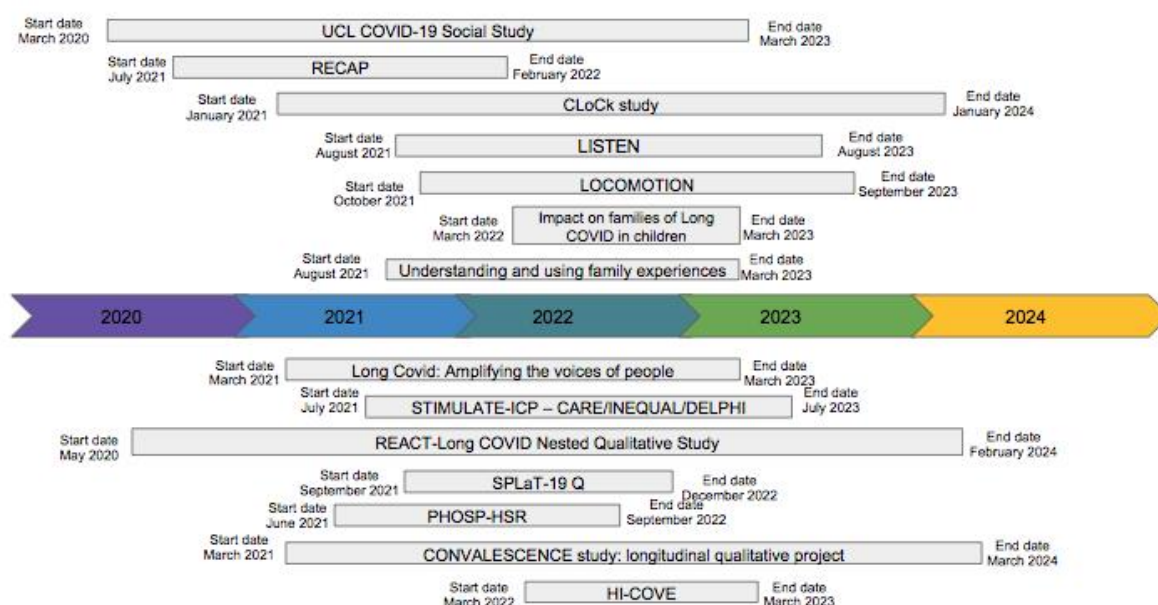 Start date
March 2020
UCL COVID-19 Social Study
End date
March 2023
Start date
July 2021
RECAP
End date
February 2022
Start date
January 2021
CLoCk study
End date
January 2024
Start date
August 2021
LISTEN
End date
August 2023
Start date
October 2021
LOCOMOTION
End date
September 2023
Start date
March 2022
Impact on families of Long
COVID in children
End date
March 2023
Start date
August 2021
Understanding and using family experiences
End date
March 2023
2020
2021
2022
2023
2024
Start date
March 2021
Long Covid: Amplifying the voices of people
End date
March 2023
Start date
July 2021
STIMULATE-ICP – CARE/INEQUAL/DELPHI
End date
July 2023
Start date
May 2020
REACT-Long COVID Nested Qualitative Study
End date
February 2024
Start date
September 2021
SPLaT-19 Q
End date
December 2022
Start date
June 2021
PHOSP-HSR
End date
September 2022
Start date
March 2021
CONVALESCENCE study: longitudinal qualitative project
End date
March 2024
Start date
March 2022
HI-COVE
End date
March 2023